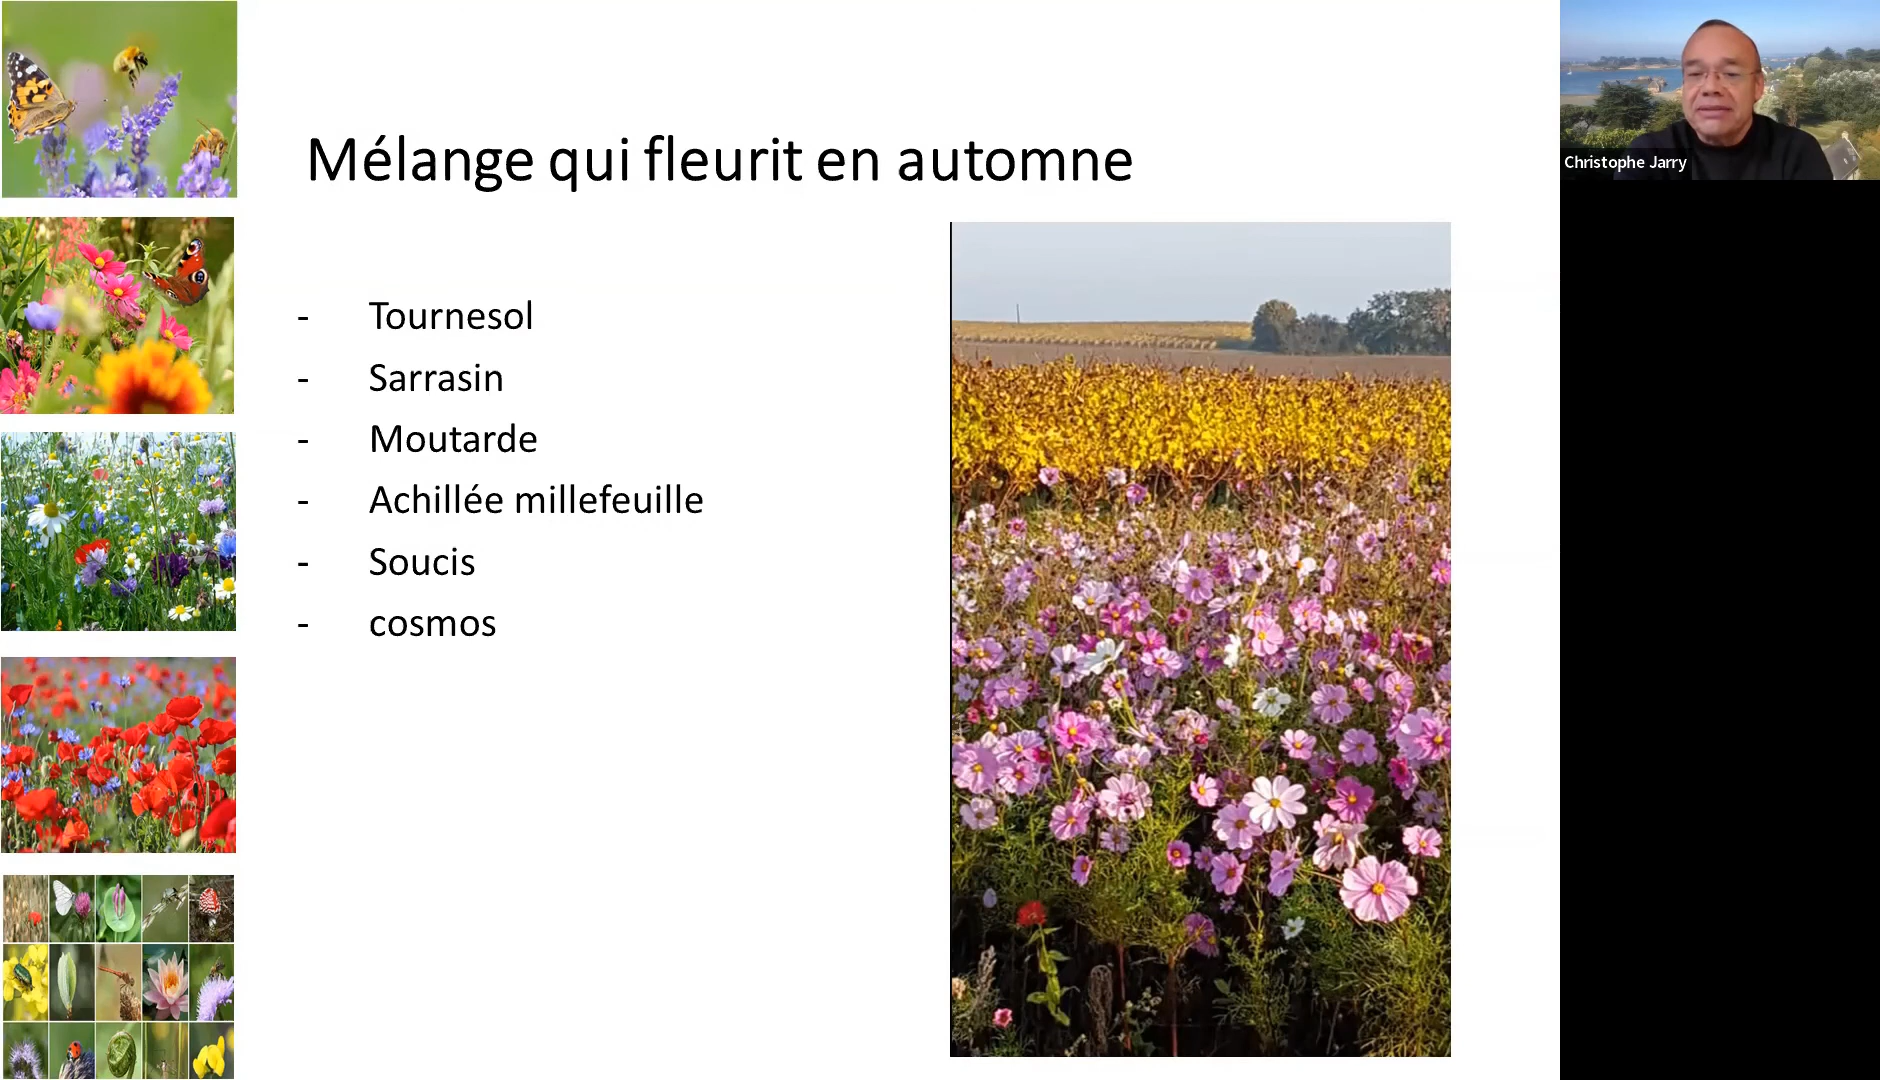 Mélange qui fleurit en automne
- Tournesol
- Sarrasin
- Moutarde
- Achillée millefeuille
- Soucis
- cosmos
Christophe Jarry